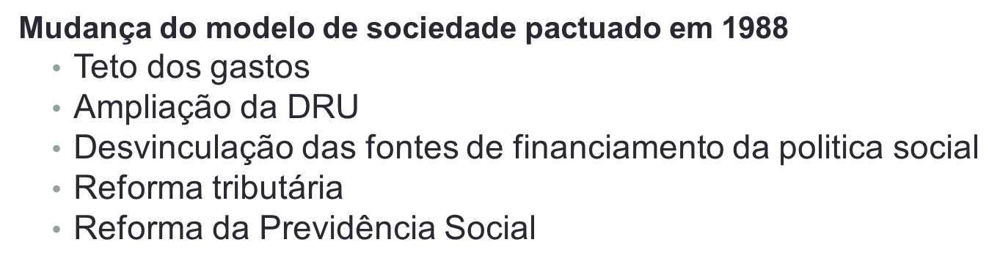 Mudança do modelo de sociedade pactuado em 1988
• Teto dos gastos
• Ampliação da DRU
• Desvinculação das fontes de financiamento da politica social
• Reforma tributária
• Reforma da Previdência Social